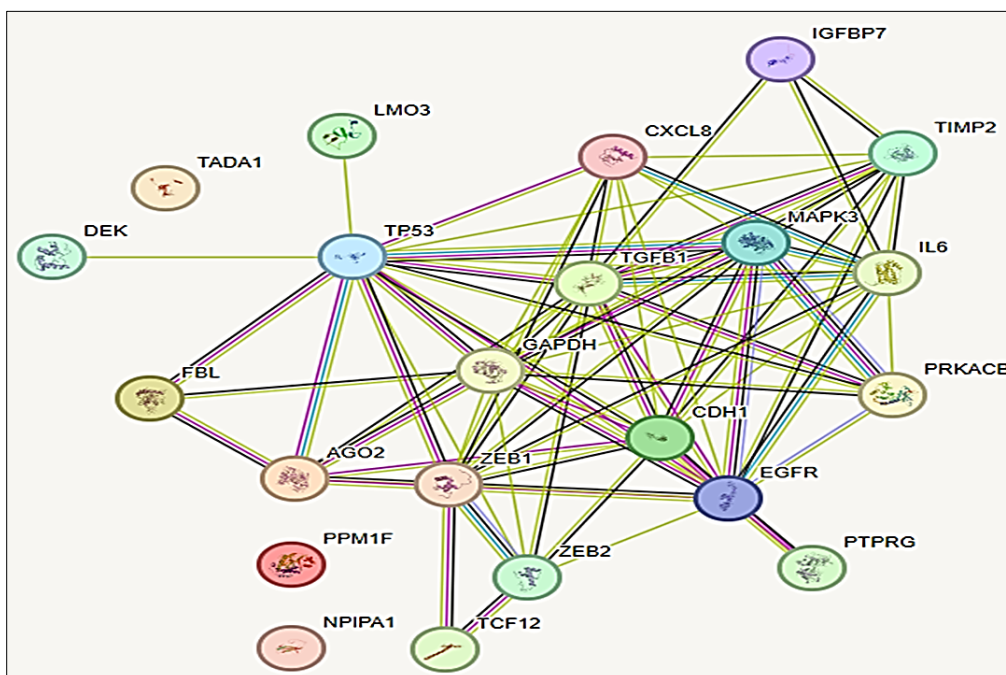 IGFBP7
LMO3
CXCL8
TIMP2
TADA1
DEK
TP53
MAPK3
TGFB1
IL6
GAPDH
FBL
PRKACB
CDH1
AGO2
ZEB1
EGFR
PPM1F
ZEB2
PTPRG
NPIPA1
TCF12